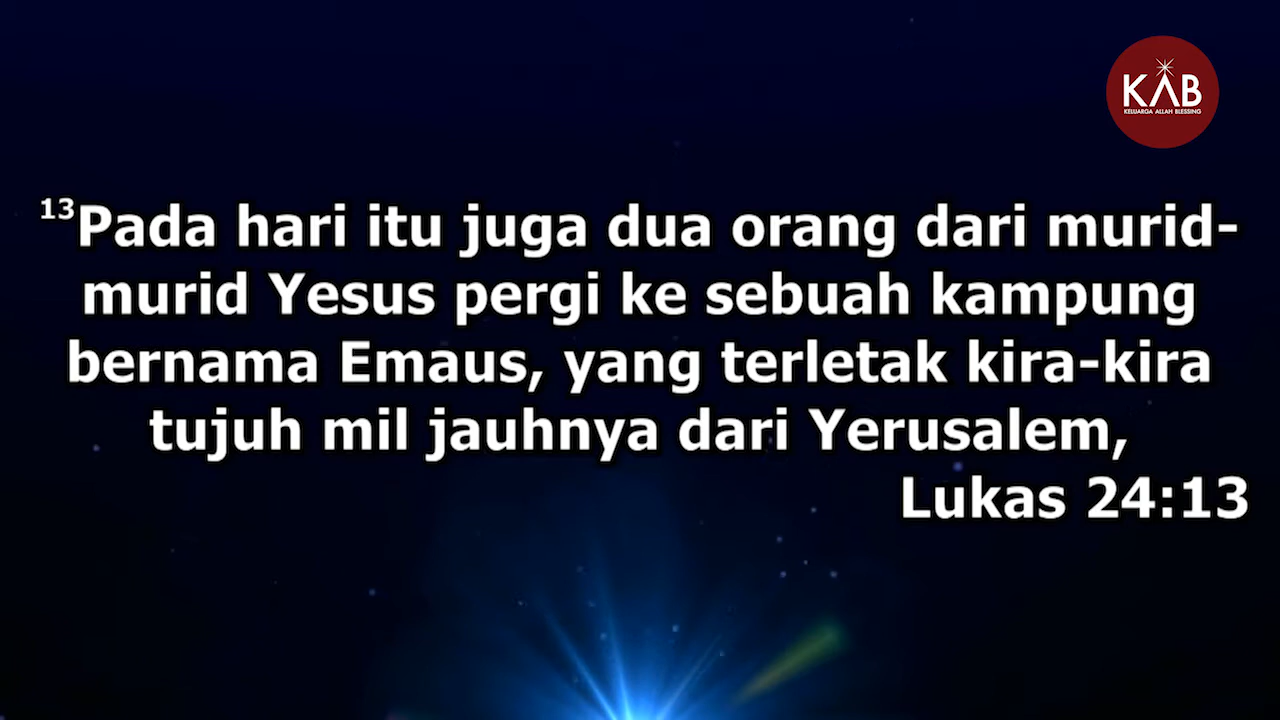 KAB
KELUARGA ALLAH BLESSING
13Pada hari itu juga dua orang dari murid-
murid Yesus pergi ke sebuah kampung
bernama Emaus, yang terletak kira-kira
tujuh mil jauhnya dari Yerusalem,
Lukas 24:13